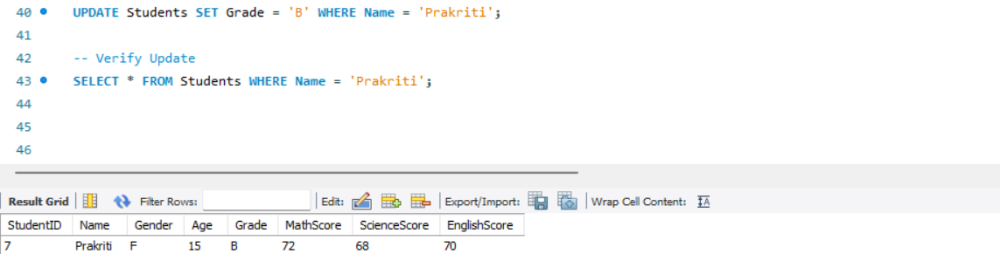 40 UPDATE Students SET Grade = 'B' WHERE Name = 'Prakriti';
41
42 -- Verify Update
43 SELECT * FROM Students WHERE Name = 'Prakriti';
44
45
46
Result Grid Filter Rows: Edit: Export/Import: Wrap Cell Content: IA
StudentID Name Gender Age Grade MathScore ScienceScore EnglishScore
7 Prakriti F 15 B 72 68 70